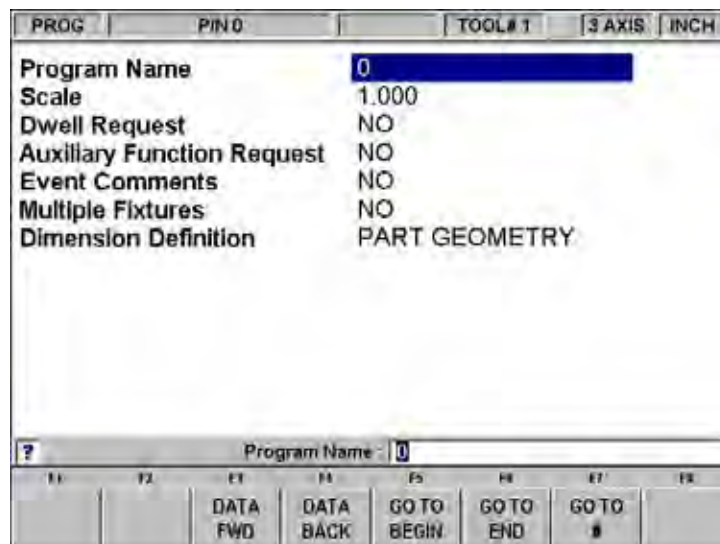 PROG PIN 0 TOOL# 1 3 AXIS INCH
Program Name 0
Scale 1.000
Dwell Request NO
Auxiliary Function Request NO
Event Comments NO
Multiple Fixtures NO
Dimension Definition PART GEOMETRY
? Program Name : 0
F1 F2 F3 F4 F5 F6 F7 F8
DATA FWD DATA BACK GO TO BEGIN GO TO END GO TO #